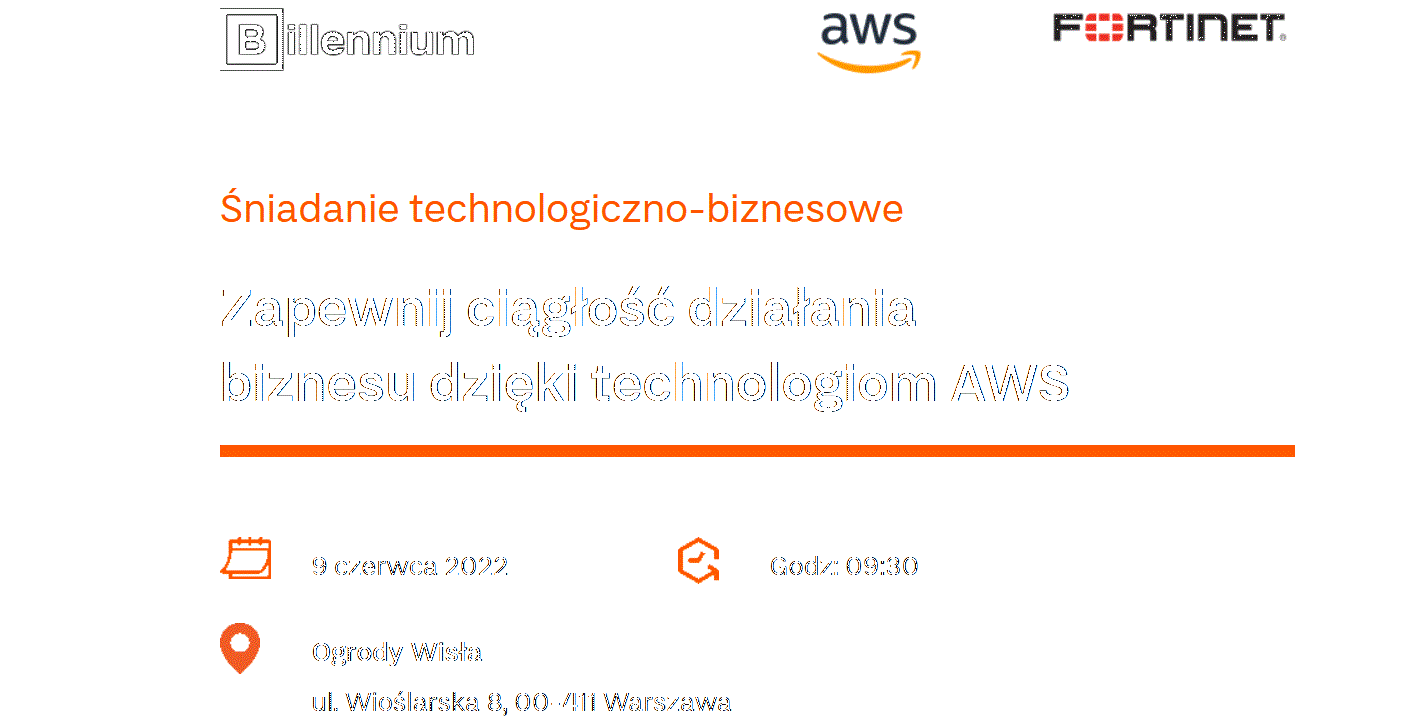 Billennium
aws
FORTINET
Śniadanie technologiczno-biznesowe
Zapewnij ciągłość działania
biznesu dzięki technologiom AWS
9 czerwca 2022
Godz: 09:30
Ogrody Wisła
ul. Wioślarska 8, 00-411 Warszawa